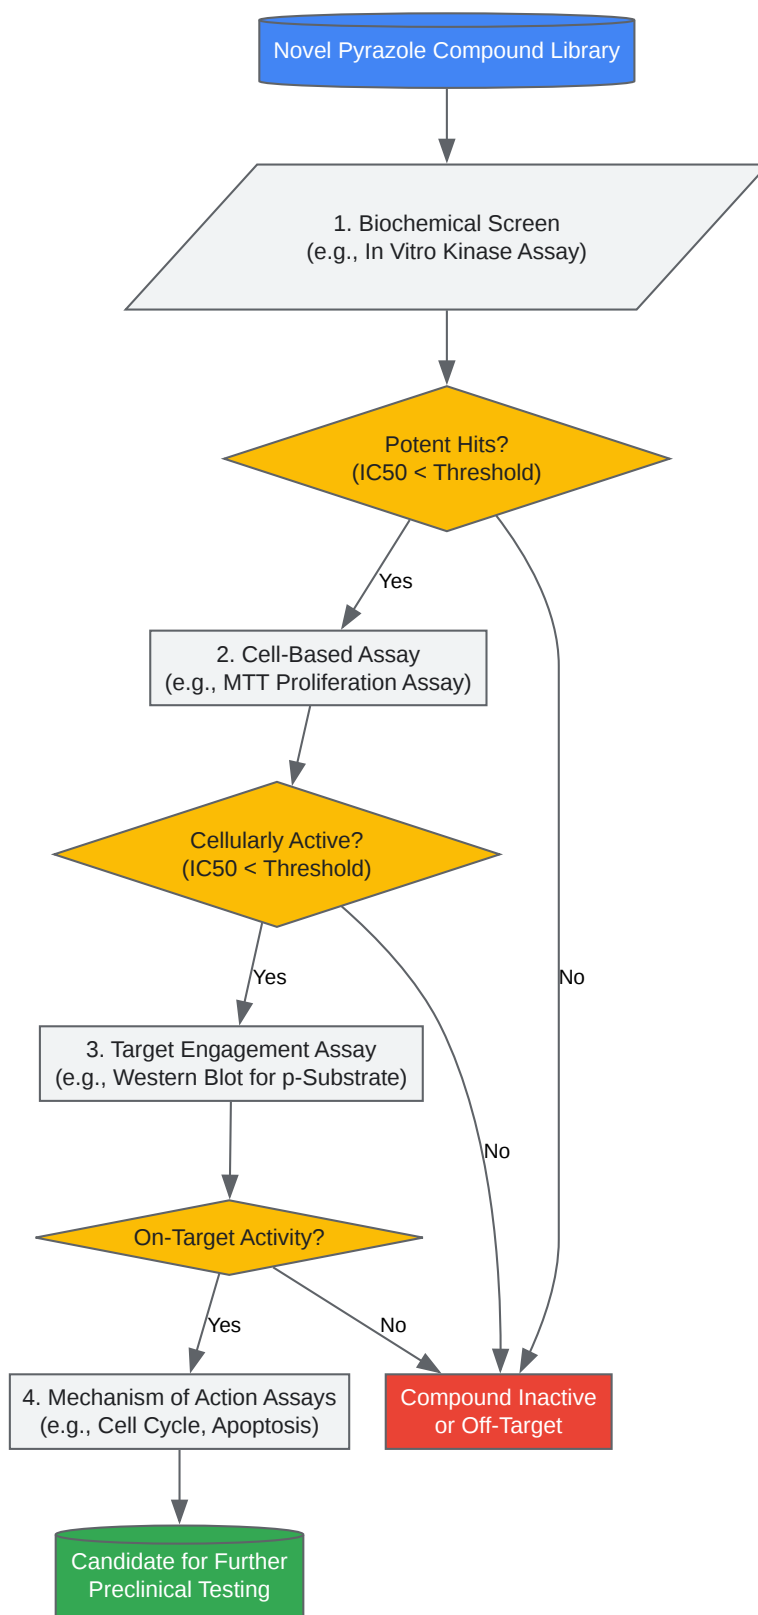 Novel Pyrazole Compound Library
1. Biochemical Screen
(e.g., In Vitro Kinase Assay)
Potent Hits?
(IC50 < Threshold)
Yes
2. Cell-Based Assay
(e.g., MTT Proliferation Assay)
Cellularly Active?
(IC50 < Threshold)
Yes
No
3. Target Engagement Assay
(e.g., Western Blot for p-Substrate)
No
On-Target Activity?
Yes
No
4. Mechanism of Action Assays
(e.g., Cell Cycle, Apoptosis)
Compound Inactive
or Off-Target
Candidate for Further
Preclinical Testing